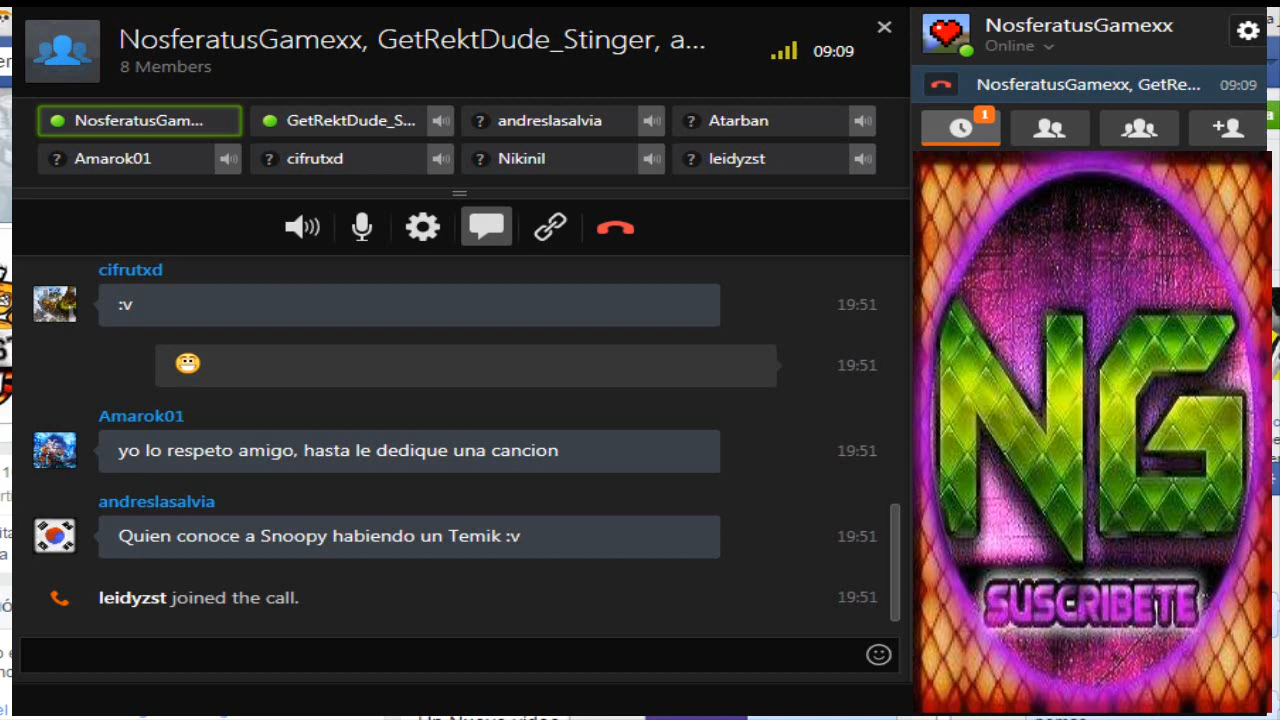 NosferatusGamexx, GetRektDude_Stinger, a...
8 Members
09:09
NosferatusGam...
GetRektDude_S...
andreslasalvia
Atarban
Amarok01
cifrutxd
Nikinil
leidyzst
cifrutxd
:v
19:51
19:51
Amarok01
yo lo respeto amigo, hasta le dedique una cancion
19:51
andreslasalvia
Quien conoce a Snoopy habiendo un Temik :v
19:51
leidyzst joined the call.
19:51
NosferatusGamexx
Online
NosferatusGamexx, GetRe...
09:09
1
NG
SUSCRIBETE